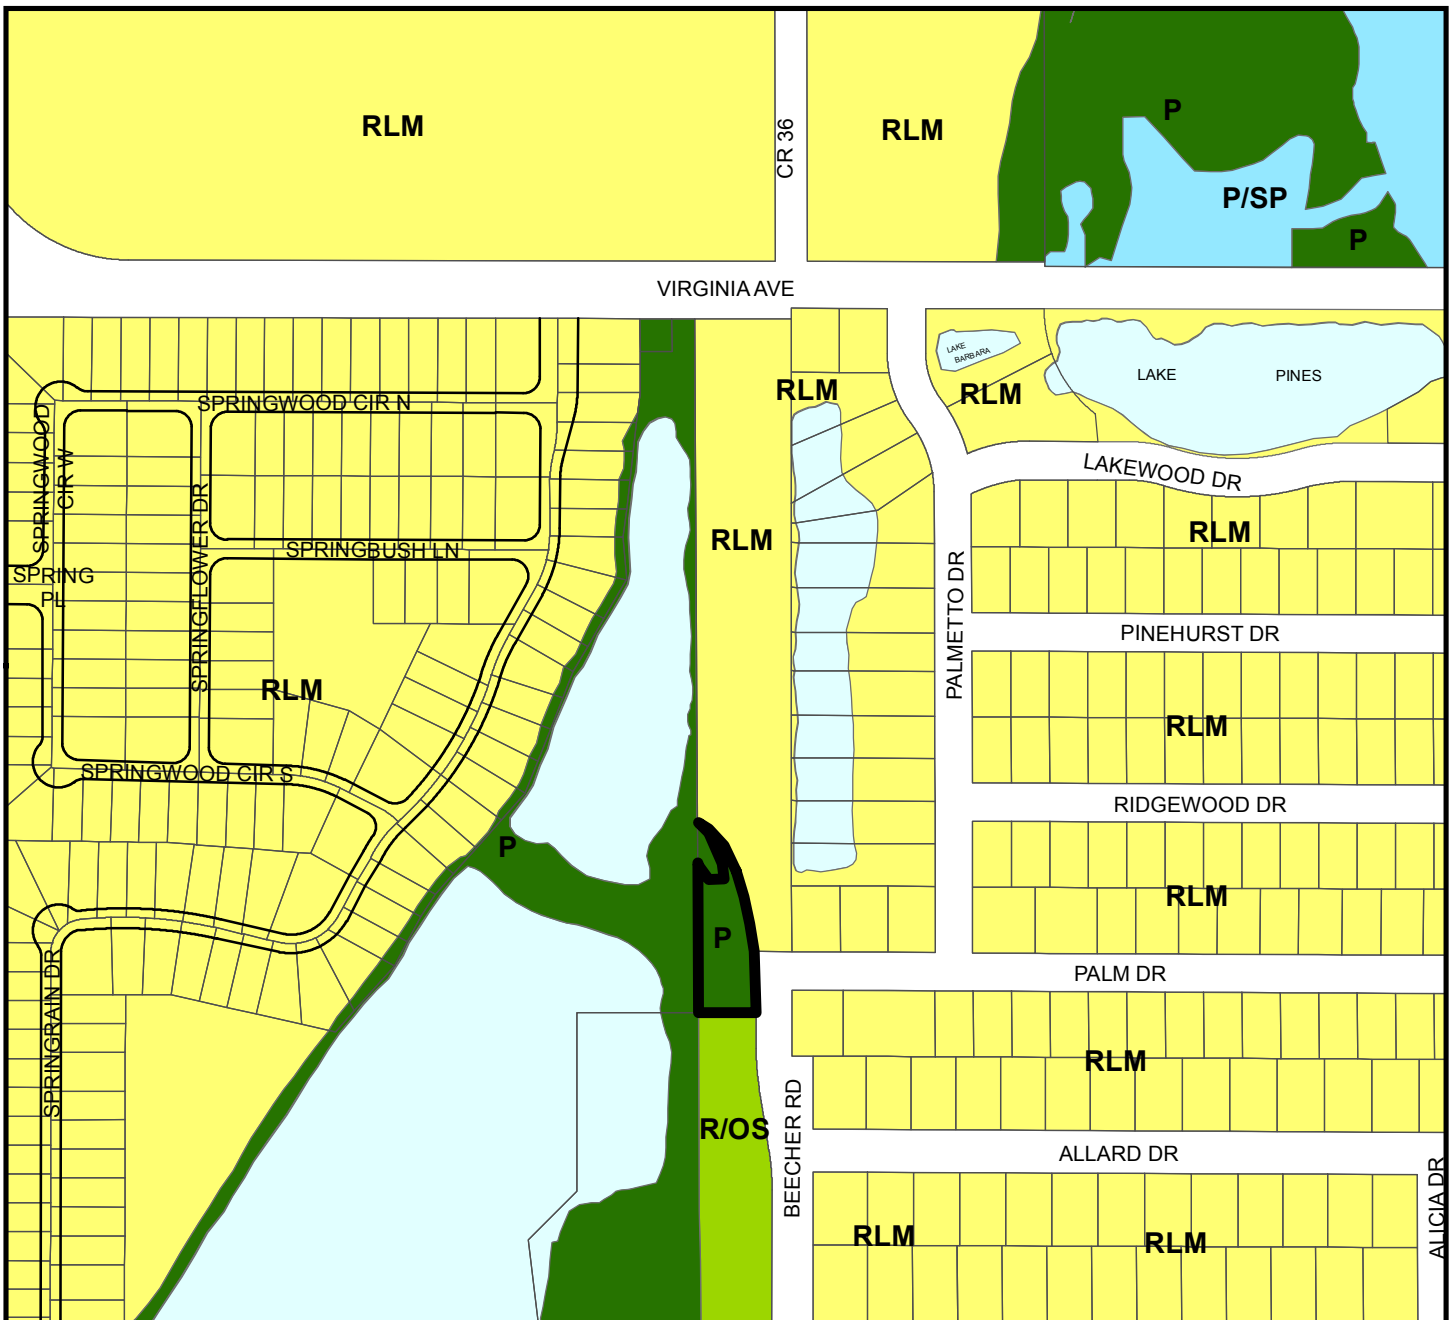 RLM
CR 36
RLM
P
P/SP
P
VIRGINIA AVE
LAKE
BARBARA
LAKE
PINES
RLM
RLM
SPRINGWOOD CIR N
SPRINGWOOD
CIR W
LAKEWOOD DR
SPRINGFLOWER DR
RLM
RLM
SPRINGBUSH LN
SPRING
PL
PALMETTO DR
PINEHURST DR
RLM
RLM
SPRINGWOOD CIR S
RIDGEWOOD DR
P
RLM
P
SPRINGRAIN DR
PALM DR
RLM
R/OS
BEECHER RD
ALLARD DR
ALICIA DR
RLM
RLM